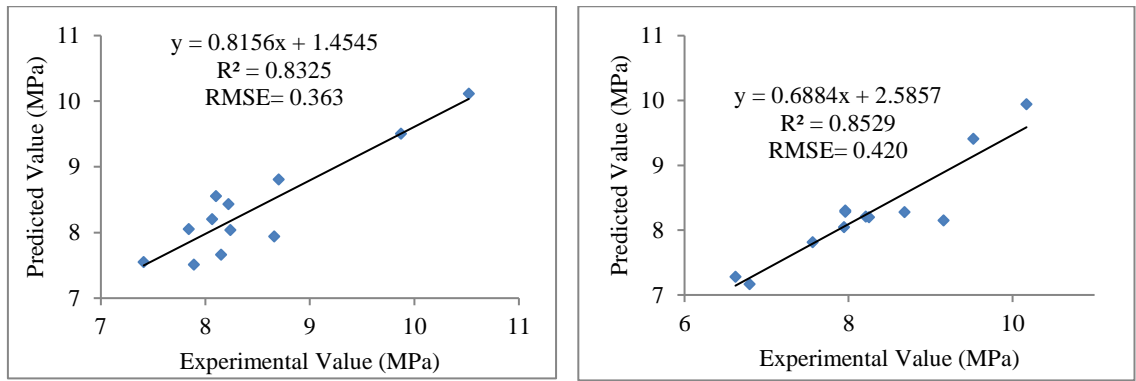 11
10
9
8
7
7
8
9
10
11
Predicted Value (MPa)
Experimental Value (MPa)
y = 0.8156x + 1.4545
R² = 0.8325
RMSE= 0.363
11
10
9
8
7
6
8
10
Predicted Value (MPa)
Experimental Value (MPa)
y = 0.6884x + 2.5857
R² = 0.8529
RMSE= 0.420